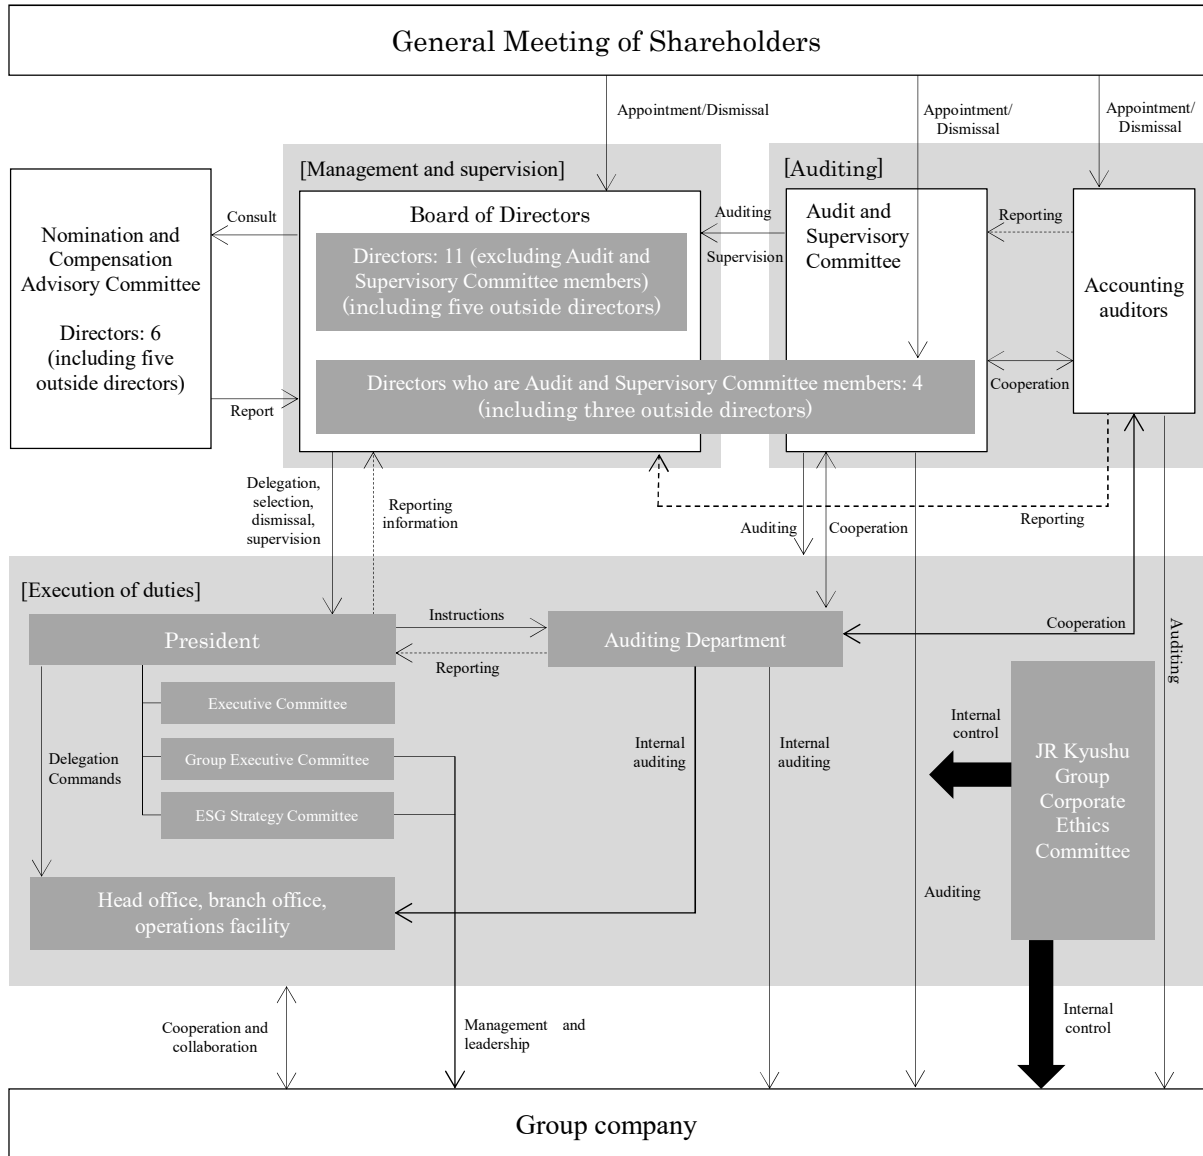 General Meeting of Shareholders
Appointment/Dismissal
Appointment/
Dismissal
Appointment/
Dismissal
[Management and supervision]
[Auditing]
Nomination and
Compensation
Advisory Committee
Directors: 6
(including five
outside directors)
Consult
Report
Board of Directors
Directors: 11 (excluding Audit and
Supervisory Committee members)
(including five outside directors)
Auditing
Supervision
Audit and
Supervisory
Committee
Reporting
Accounting
auditors
Cooperation
Directors who are Audit and Supervisory Committee members: 4
(including three outside directors)
Delegation,
selection,
dismissal,
supervision
Reporting
information
Auditing
Cooperation
Reporting
[Execution of duties]
President
Instructions
Reporting
Auditing Department
Cooperation
Auditing
Executive Committee
Group Executive Committee
ESG Strategy Committee
Delegation
Commands
Internal
auditing
Internal
auditing
Internal
control
JR Kyushu
Group
Corporate
Ethics
Committee
Head office, branch office,
operations facility
Auditing
Cooperation and
collaboration
Management and
leadership
Internal
control
Group company